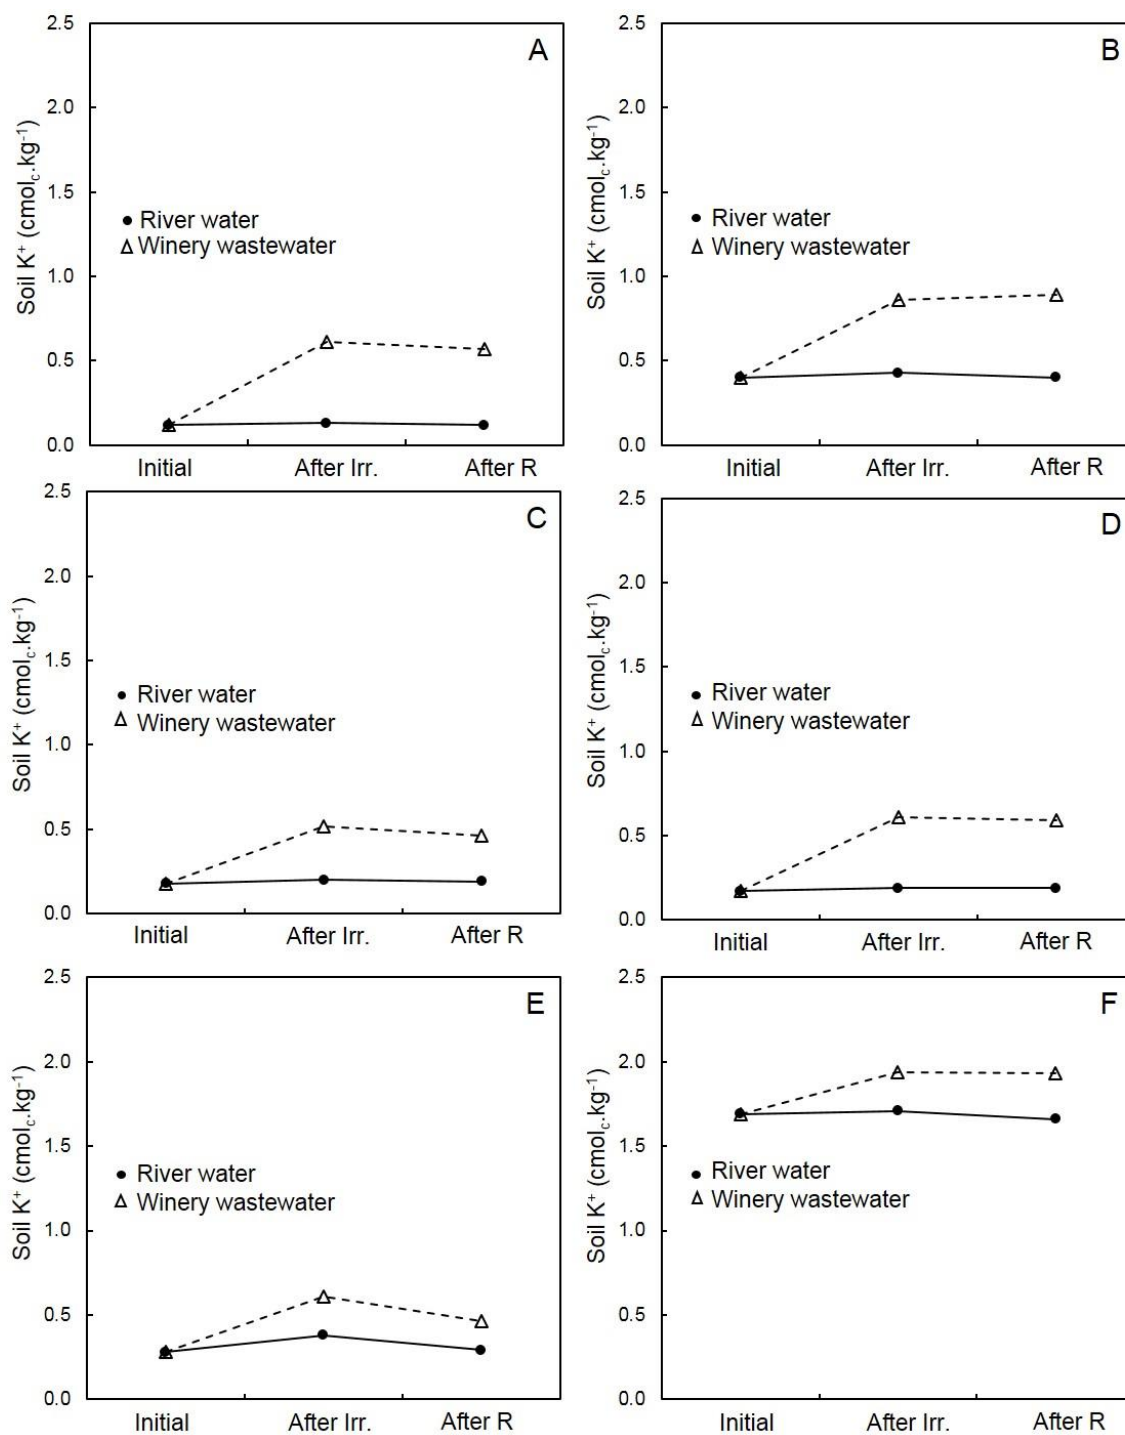 Soil K⁺ (cmolc.kg⁻¹)
2.5
2.0
1.5
1.0
0.5
0.0
A
River water
Winery wastewater
Initial After Irr. After R
Soil K⁺ (cmolc.kg⁻¹)
2.5
2.0
1.5
1.0
0.5
0.0
B
River water
Winery wastewater
Initial After Irr. After R
Soil K⁺ (cmolc.kg⁻¹)
2.5
2.0
1.5
1.0
0.5
0.0
C
River water
Winery wastewater
Initial After Irr. After R
Soil K⁺ (cmolc.kg⁻¹)
2.5
2.0
1.5
1.0
0.5
0.0
D
River water
Winery wastewater
Initial After Irr. After R
Soil K⁺ (cmolc.kg⁻¹)
2.5
2.0
1.5
1.0
0.5
0.0
E
River water
Winery wastewater
Initial After Irr. After R
Soil K⁺ (cmolc.kg⁻¹)
2.5
2.0
1.5
1.0
0.5
0.0
F
River water
Winery wastewater
Initial After Irr. After R